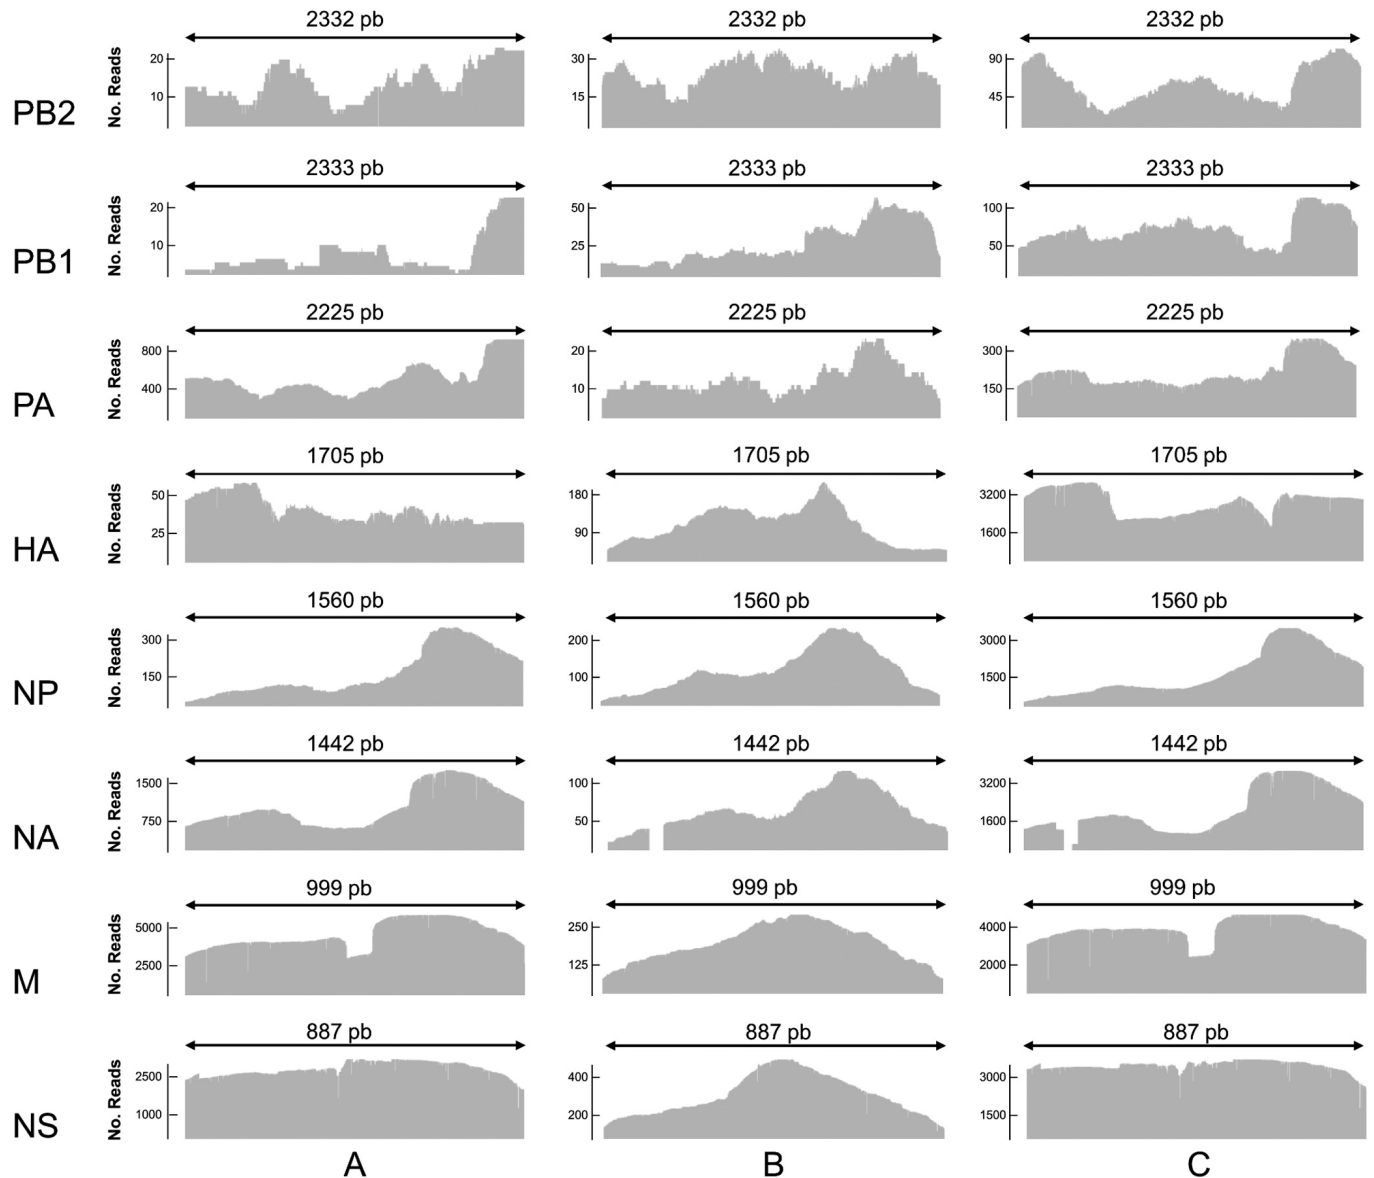 2332 pb 2332 pb 2332 pb
PB2 No. Reads 20 10 30 15 90 45
2333 pb 2333 pb 2333 pb
PB1 No. Reads 20 10 50 25 100 50
2225 pb 2225 pb 2225 pb
PA No. Reads 800 400 20 10 300 150
1705 pb 1705 pb 1705 pb
HA No. Reads 50 25 180 90 3200 1600
1560 pb 1560 pb 1560 pb
NP No. Reads 300 150 200 100 3000 1500
1442 pb 1442 pb 1442 pb
NA No. Reads 1500 750 100 50 3200 1600
999 pb 999 pb 999 pb
M No. Reads 5000 2500 250 125 4000 2000
887 pb 887 pb 887 pb
NS No. Reads 2500 1000 400 200 3000 1500
A B C